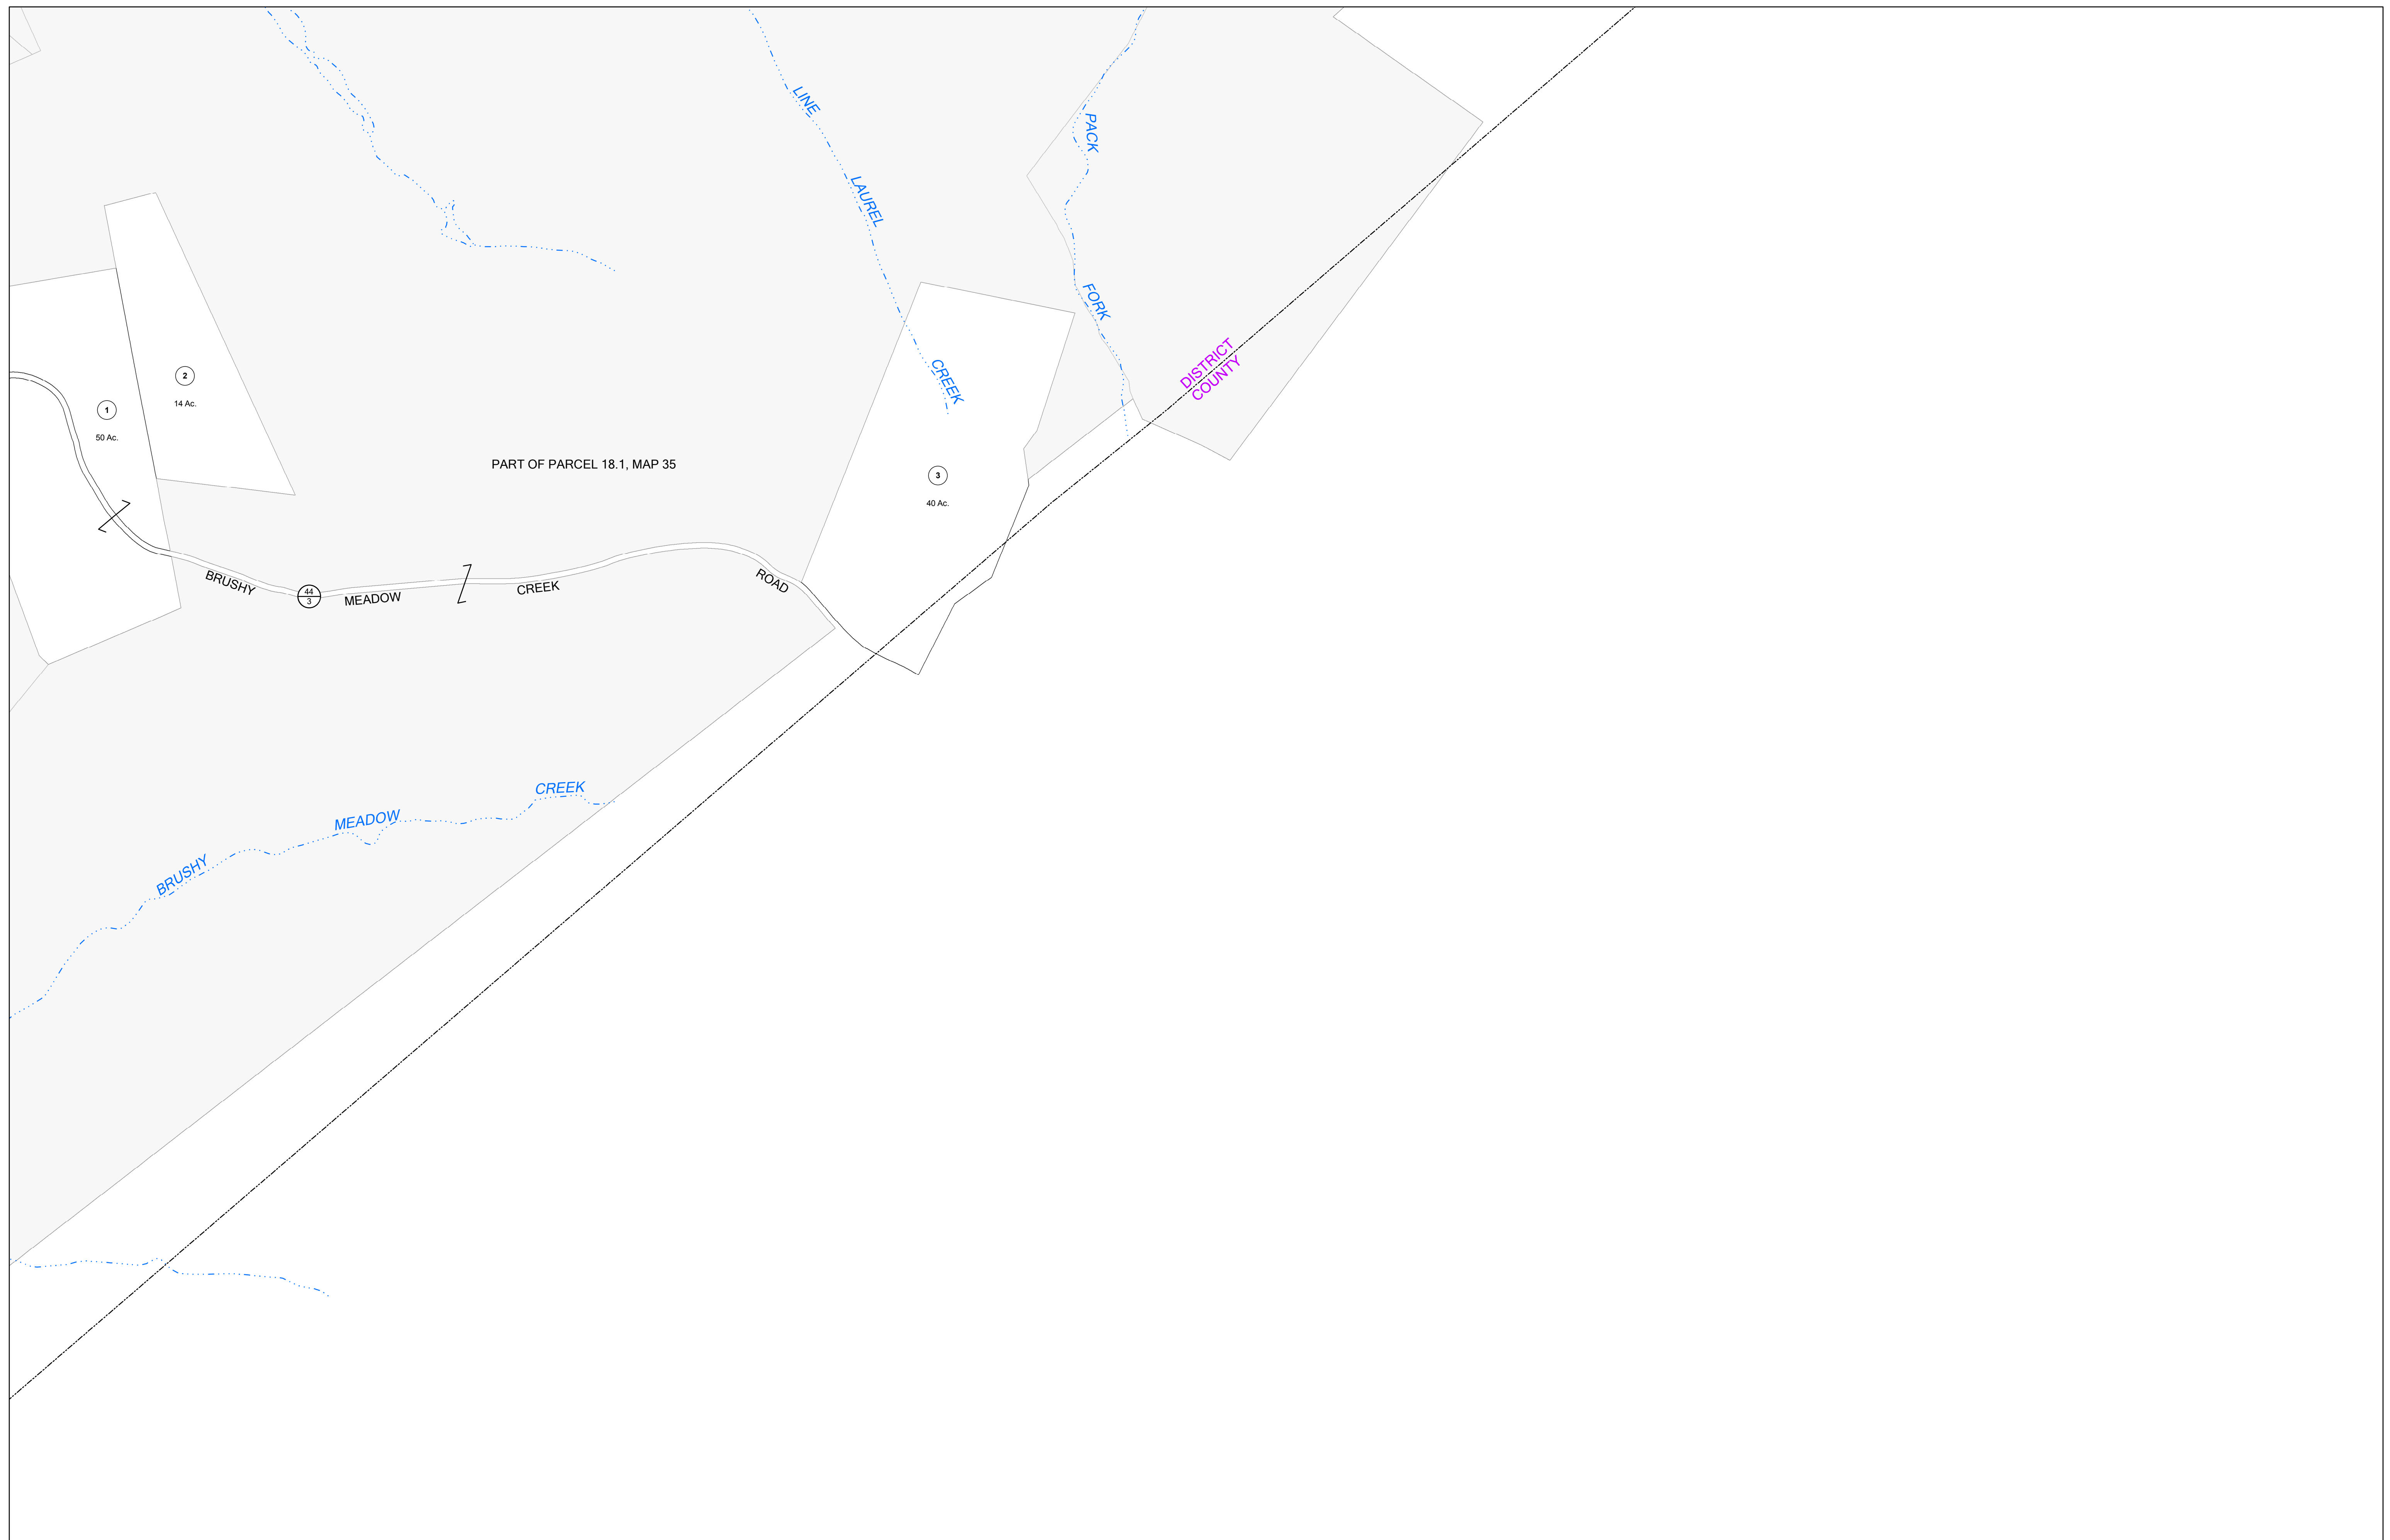 LINE
LAUREL
CREEK
PACK
FORK
DISTRICT
COUNTY
2
14 Ac.
1
50 Ac.
PART OF PARCEL 18.1, MAP 35
3
40 Ac.
BRUSHY
44
3
MEADOW
CREEK
ROAD
BRUSHY
MEADOW
CREEK